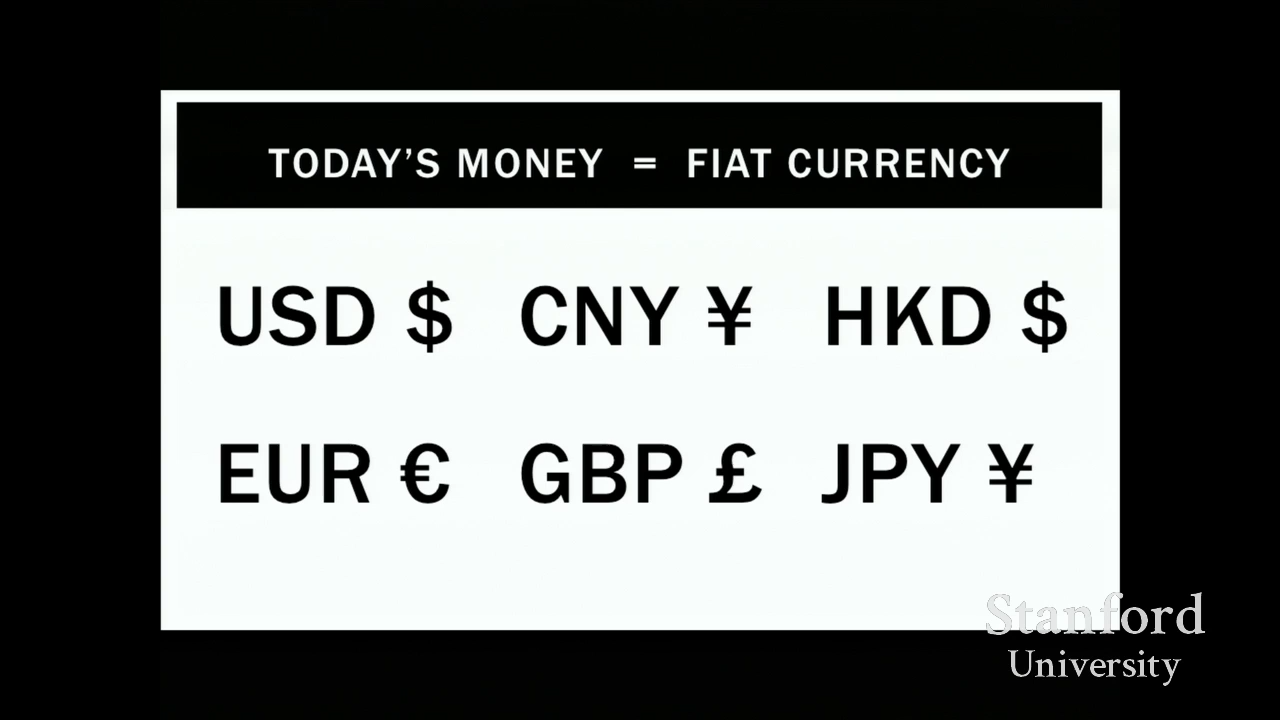 TODAY’S MONEY = FIAT CURRENCY
USD $ CNY ¥ HKD $
EUR € GBP £ JPY ¥
Stanford
University